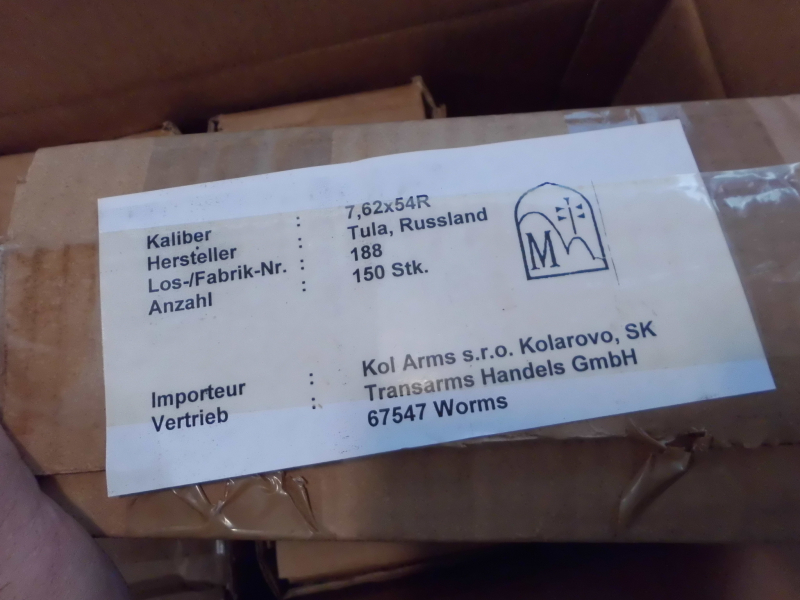 Kaliber : 7,62x54R
Hersteller : Tula, Russland
Los-/Fabrik-Nr. : 188
Anzahl : 150 Stk.
M
Importeur : Kol Arms s.r.o. Kolarovo, SK
Vertrieb : Transarms Handels GmbH
67547 Worms